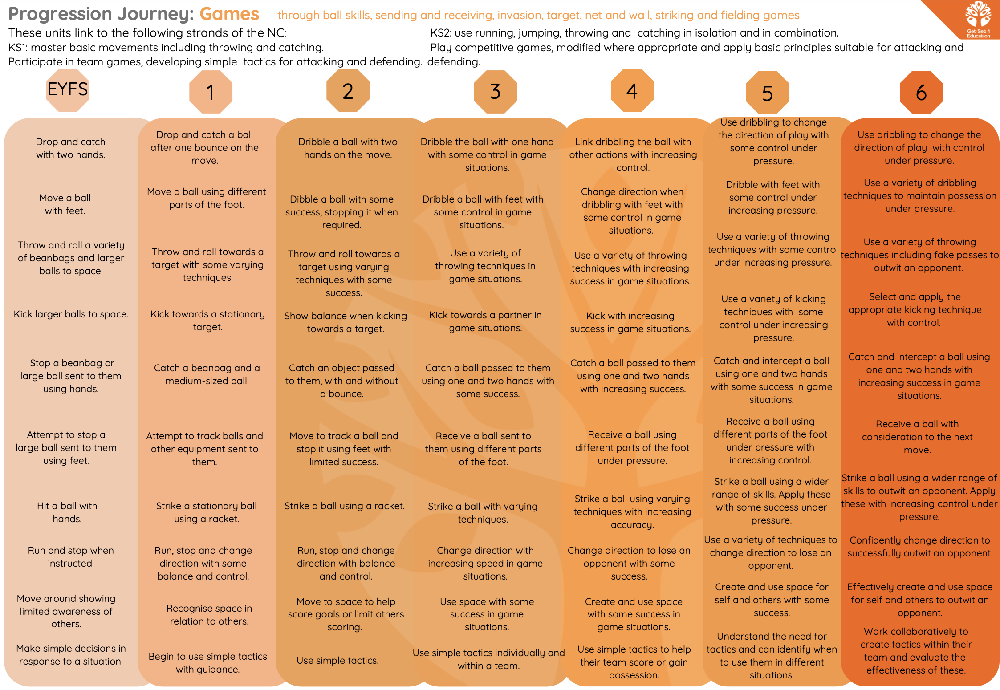 Progression Journey: Games through ball skills, sending and receiving, invasion, target, net and wall, striking and fielding games
Get Set 4
Education
These units link to the following strands of the NC:
KS1: master basic movements including throwing and catching.
Participate in team games, developing simple tactics for attacking and defending.
KS2: use running, jumping, throwing and catching in isolation and in combination.
Play competitive games, modified where appropriate and apply basic principles suitable for attacking and
defending.
EYFS
Drop and catch
with two hands.
Move a ball
with feet.
Throw and roll a variety
of beanbags and larger
balls to space.
Kick larger balls to space.
Stop a beanbag or
large ball sent to them
using hands.
Attempt to stop a
large ball sent to them
using feet.
Hit a ball with
hands.
Run and stop when
instructed.
Move around showing
limited awareness of
others.
Make simple decisions in
response to a situation.
1
Drop and catch a ball
after one bounce on the
move.
Move a ball using different
parts of the foot.
Throw and roll towards a
target with some varying
techniques.
Kick towards a stationary
target.
Catch a beanbag and a
medium-sized ball.
Attempt to track balls and
other equipment sent to
them.
Strike a stationary ball
using a racket.
Run, stop and change
direction with some
balance and control.
Recognise space in
relation to others.
Begin to use simple tactics
with guidance.
2
Dribble a ball with two
hands on the move.
Dibble a ball with some
success, stopping it when
required.
Throw and roll towards a
target using varying
techniques with some
success.
Show balance when kicking
towards a target.
Catch an object passed
to them, with and without
a bounce.
Move to track a ball and
stop it using feet with
limited success.
Strike a ball using a racket.
Run, stop and change
direction with balance
and control.
Move to space to help
score goals or limit others
scoring.
Use simple tactics.
3
Dribble the ball with one hand
with some control in game
situations.
Dribble a ball with feet with
some control in game
situations.
Use a variety of
throwing techniques in
game situations.
Kick towards a partner in
game situations.
Catch a ball passed to them
using one and two hands with
some success.
Receive a ball sent to
them using different parts
of the foot.
Strike a ball with varying
techniques.
Change direction with
increasing speed in game
situations.
Use space with some
success in game
situations.
Use simple tactics individually and
within a team.
4
Link dribbling the ball with
other actions with increasing
control.
Change direction when
dribbling with feet with
some control in game
situations.
Use a variety of throwing
techniques with increasing
success in game situations.
Kick with increasing
success in game situations.
Catch a ball passed to them
using one and two hands
with increasing success.
Receive a ball using
different parts of the foot
under pressure.
Strike a ball using varying
techniques with increasing
accuracy.
Change direction to lose an
opponent with some
success.
Create and use space
with some success in
game situations.
Use simple tactics to help
their team score or gain
possession.
5
Use dribbling to change
the direction of play with
some control under
pressure.
Dribble with feet with
some control under
increasing pressure.
Use a variety of throwing
techniques with some control
under increasing pressure.
Use a variety of kicking
techniques with some
control under increasing
pressure.
Catch and intercept a ball
using one and two hands
with some success in game
situations.
Receive a ball using
different parts of the foot
under pressure with
increasing control.
Strike a ball using a wider
range of skills. Apply these
with some success under
pressure.
Use a variety of techniques to
change direction to lose an
opponent.
Create and use space for
self and others with some
success.
Understand the need for
tactics and can identify when
to use them in different
situations.
6
Use dribbling to change the
direction of play with control
under pressure.
Use a variety of dribbling
techniques to maintain possession
under pressure.
Use a variety of throwing
techniques including fake passes to
outwit an opponent.
Select and apply the
appropriate kicking technique
with control.
Catch and intercept a ball using
one and two hands with
increasing success in game
situations.
Receive a ball with
consideration to the next
move.
Strike a ball using a wider range of
skills to outwit an opponent. Apply
these with increasing control under
pressure.
Confidently change direction to
successfully outwit an opponent.
Effectively create and use space
for self and others to outwit an
opponent.
Work collaboratively to
create tactics within their
team and evaluate the
effectiveness of these.